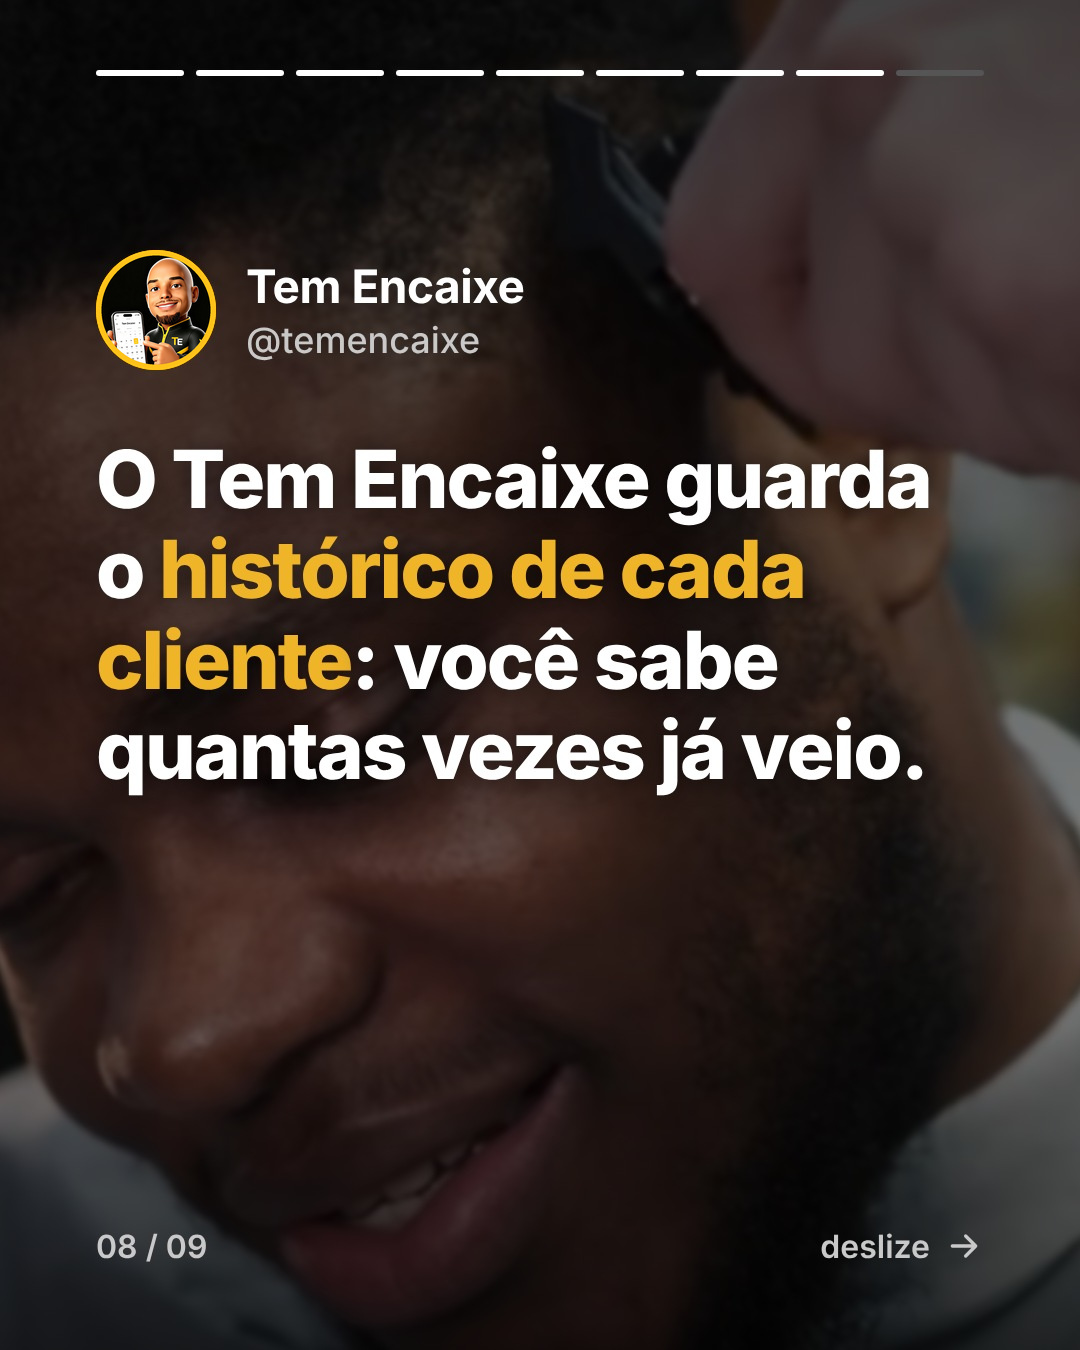 Tem Encaixe
@temencaixe
O Tem Encaixe guarda
o histórico de cada
cliente: você sabe
quantas vezes já veio.
08 / 09
deslize →